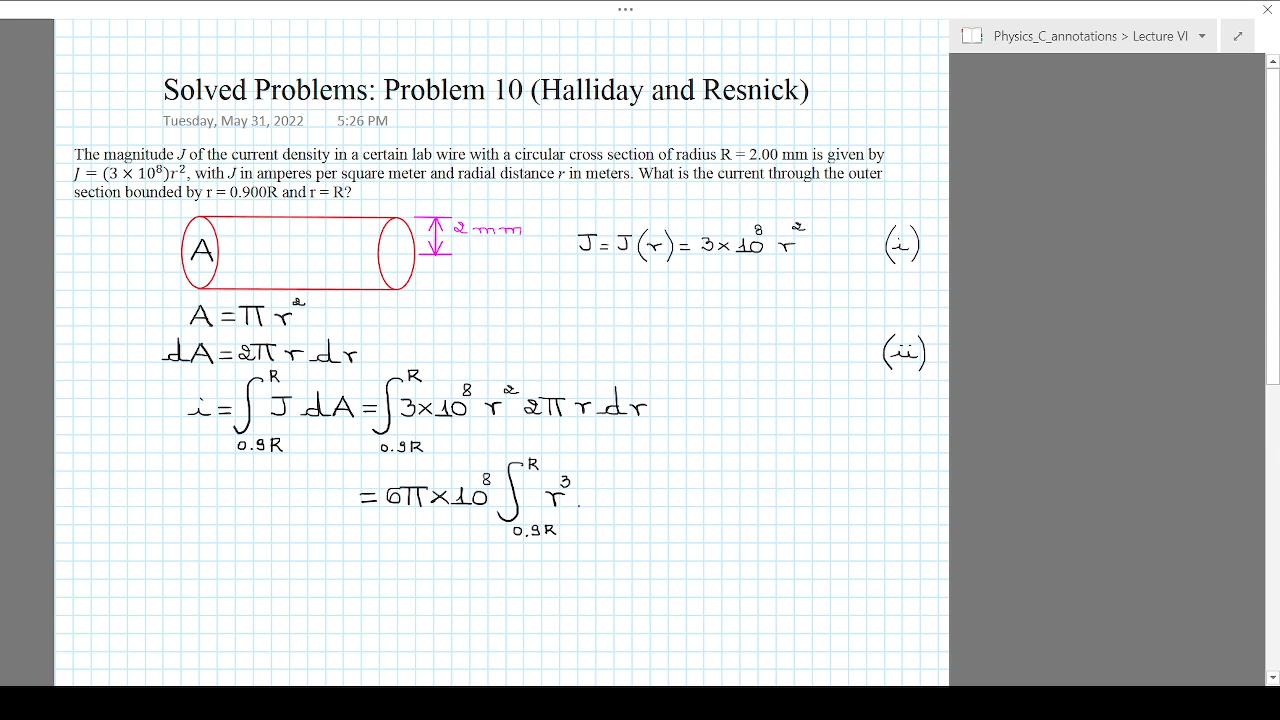 Physics_C_annotations > Lecture VI
Solved Problems: Problem 10 (Halliday and Resnick)
Tuesday, May 31, 2022 5:26 PM
The magnitude J of the current density in a certain lab wire with a circular cross section of radius R = 2.00 mm is given by
J = (3 × 10⁸)r², with J in amperes per square meter and radial distance r in meters. What is the current through the outer
section bounded by r = 0.900R and r = R?
2 mm
A
J = J(r) = 3×10⁸ r² (i)
A = π r²
dA = 2π r dr (ii)
i = ∫_{0.9R}^{R} J dA = ∫_{0.9R}^{R} 3×10⁸ r² 2π r dr
= 6π×10⁸ ∫_{0.9R}^{R} r³